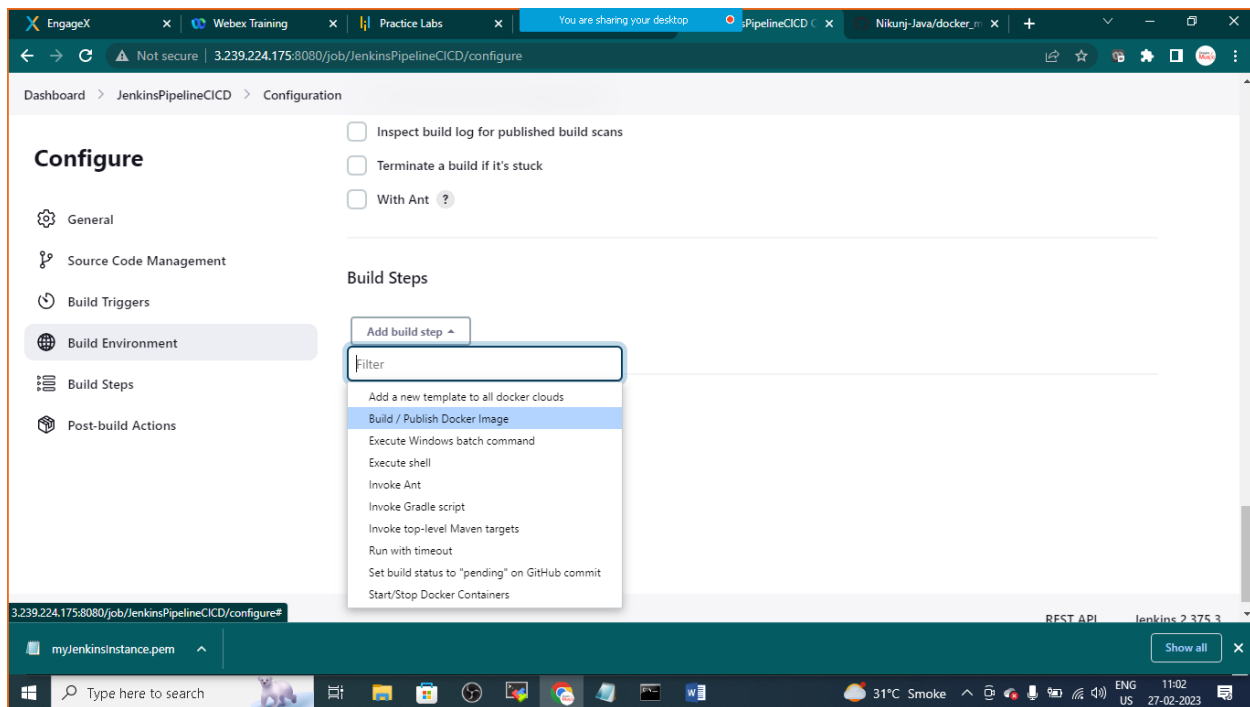 EngageX
Webex Training
Practice Labs
You are sharing your desktop
sPipelineCICD C
Nikunj-Java/docker_m
Not secure | 3.239.224.175:8080/job/JenkinsPipelineCICD/configure
Dashboard > JenkinsPipelineCICD > Configuration
Configure
General
Source Code Management
Build Triggers
Build Environment
Build Steps
Post-build Actions
Inspect build log for published build scans
Terminate a build if it's stuck
With Ant ?
Build Steps
Add build step
Filter
Add a new template to all docker clouds
Build / Publish Docker Image
Execute Windows batch command
Execute shell
Invoke Ant
Invoke Gradle script
Invoke top-level Maven targets
Run with timeout
Set build status to "pending" on GitHub commit
Start/Stop Docker Containers
3.239.224.175:8080/job/JenkinsPipelineCICD/configure#
REST API Jenkins 2.375.3
myJenkinsInstance.pem
Show all
Type here to search
31°C Smoke
ENG
US
11:02
27-02-2023